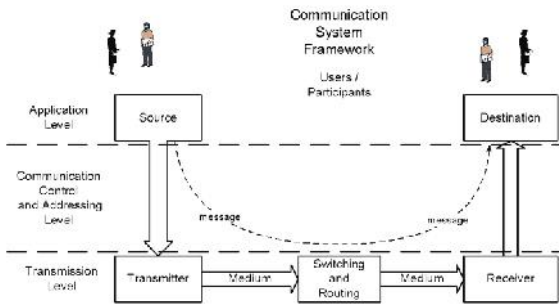 Communication
System
Framework
Users /
Participants
Application
Level
Source
Destination
Communication
Control
and Addressing
Level
message
message
Transmission
Level
Transmitter
Medium
Switching
and
Routing
Medium
Receiver